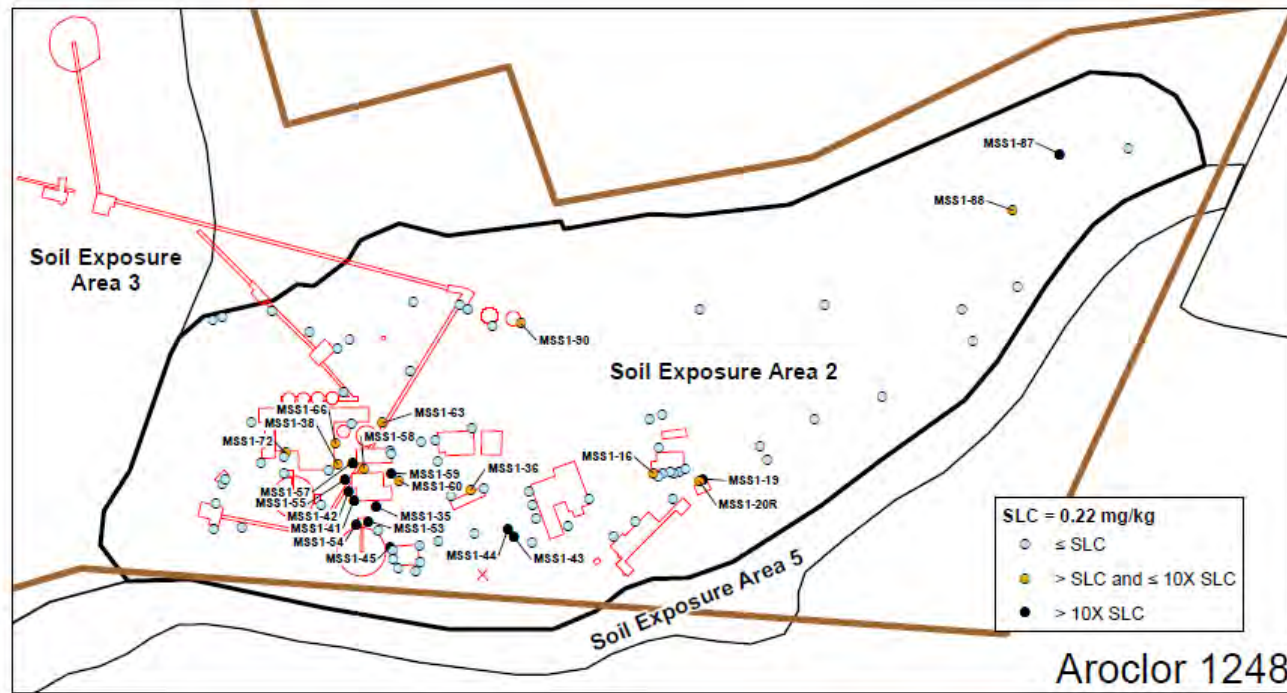 MSS1-87
MSS1-88
Soil Exposure
Area 3
MSS1-90
Soil Exposure Area 2
MSS1-66
MSS1-63
MSS1-38
MSS1-58
MSS1-72
MSS1-59
MSS1-36
MSS1-16
MSS1-57
MSS1-60
MSS1-19
MSS1-55
MSS1-20R
MSS1-42
MSS1-35
MSS1-41
MSS1-53
MSS1-54
MSS1-44
MSS1-43
MSS1-45
Soil Exposure Area 5
SLC = 0.22 mg/kg
≤ SLC
> SLC and ≤ 10X SLC
> 10X SLC
Aroclor 1248